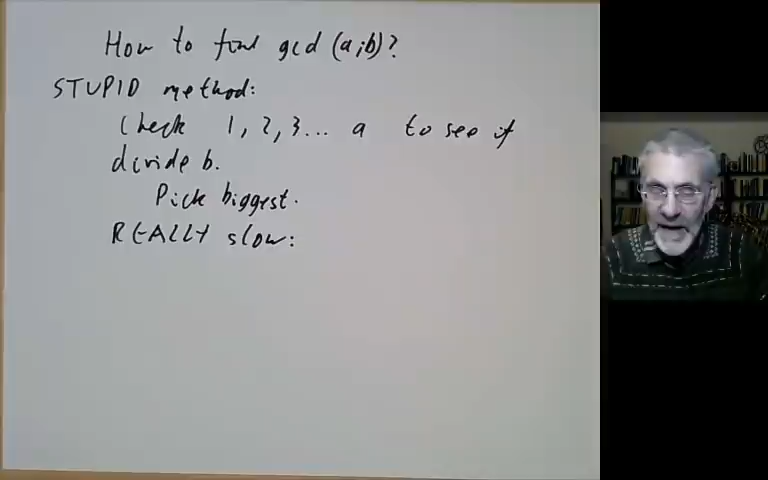 How to find gcd (a,b)?
STUPID method:
Check 1, 2, 3... a to see if
divide b.
Pick biggest.
REALLY slow: